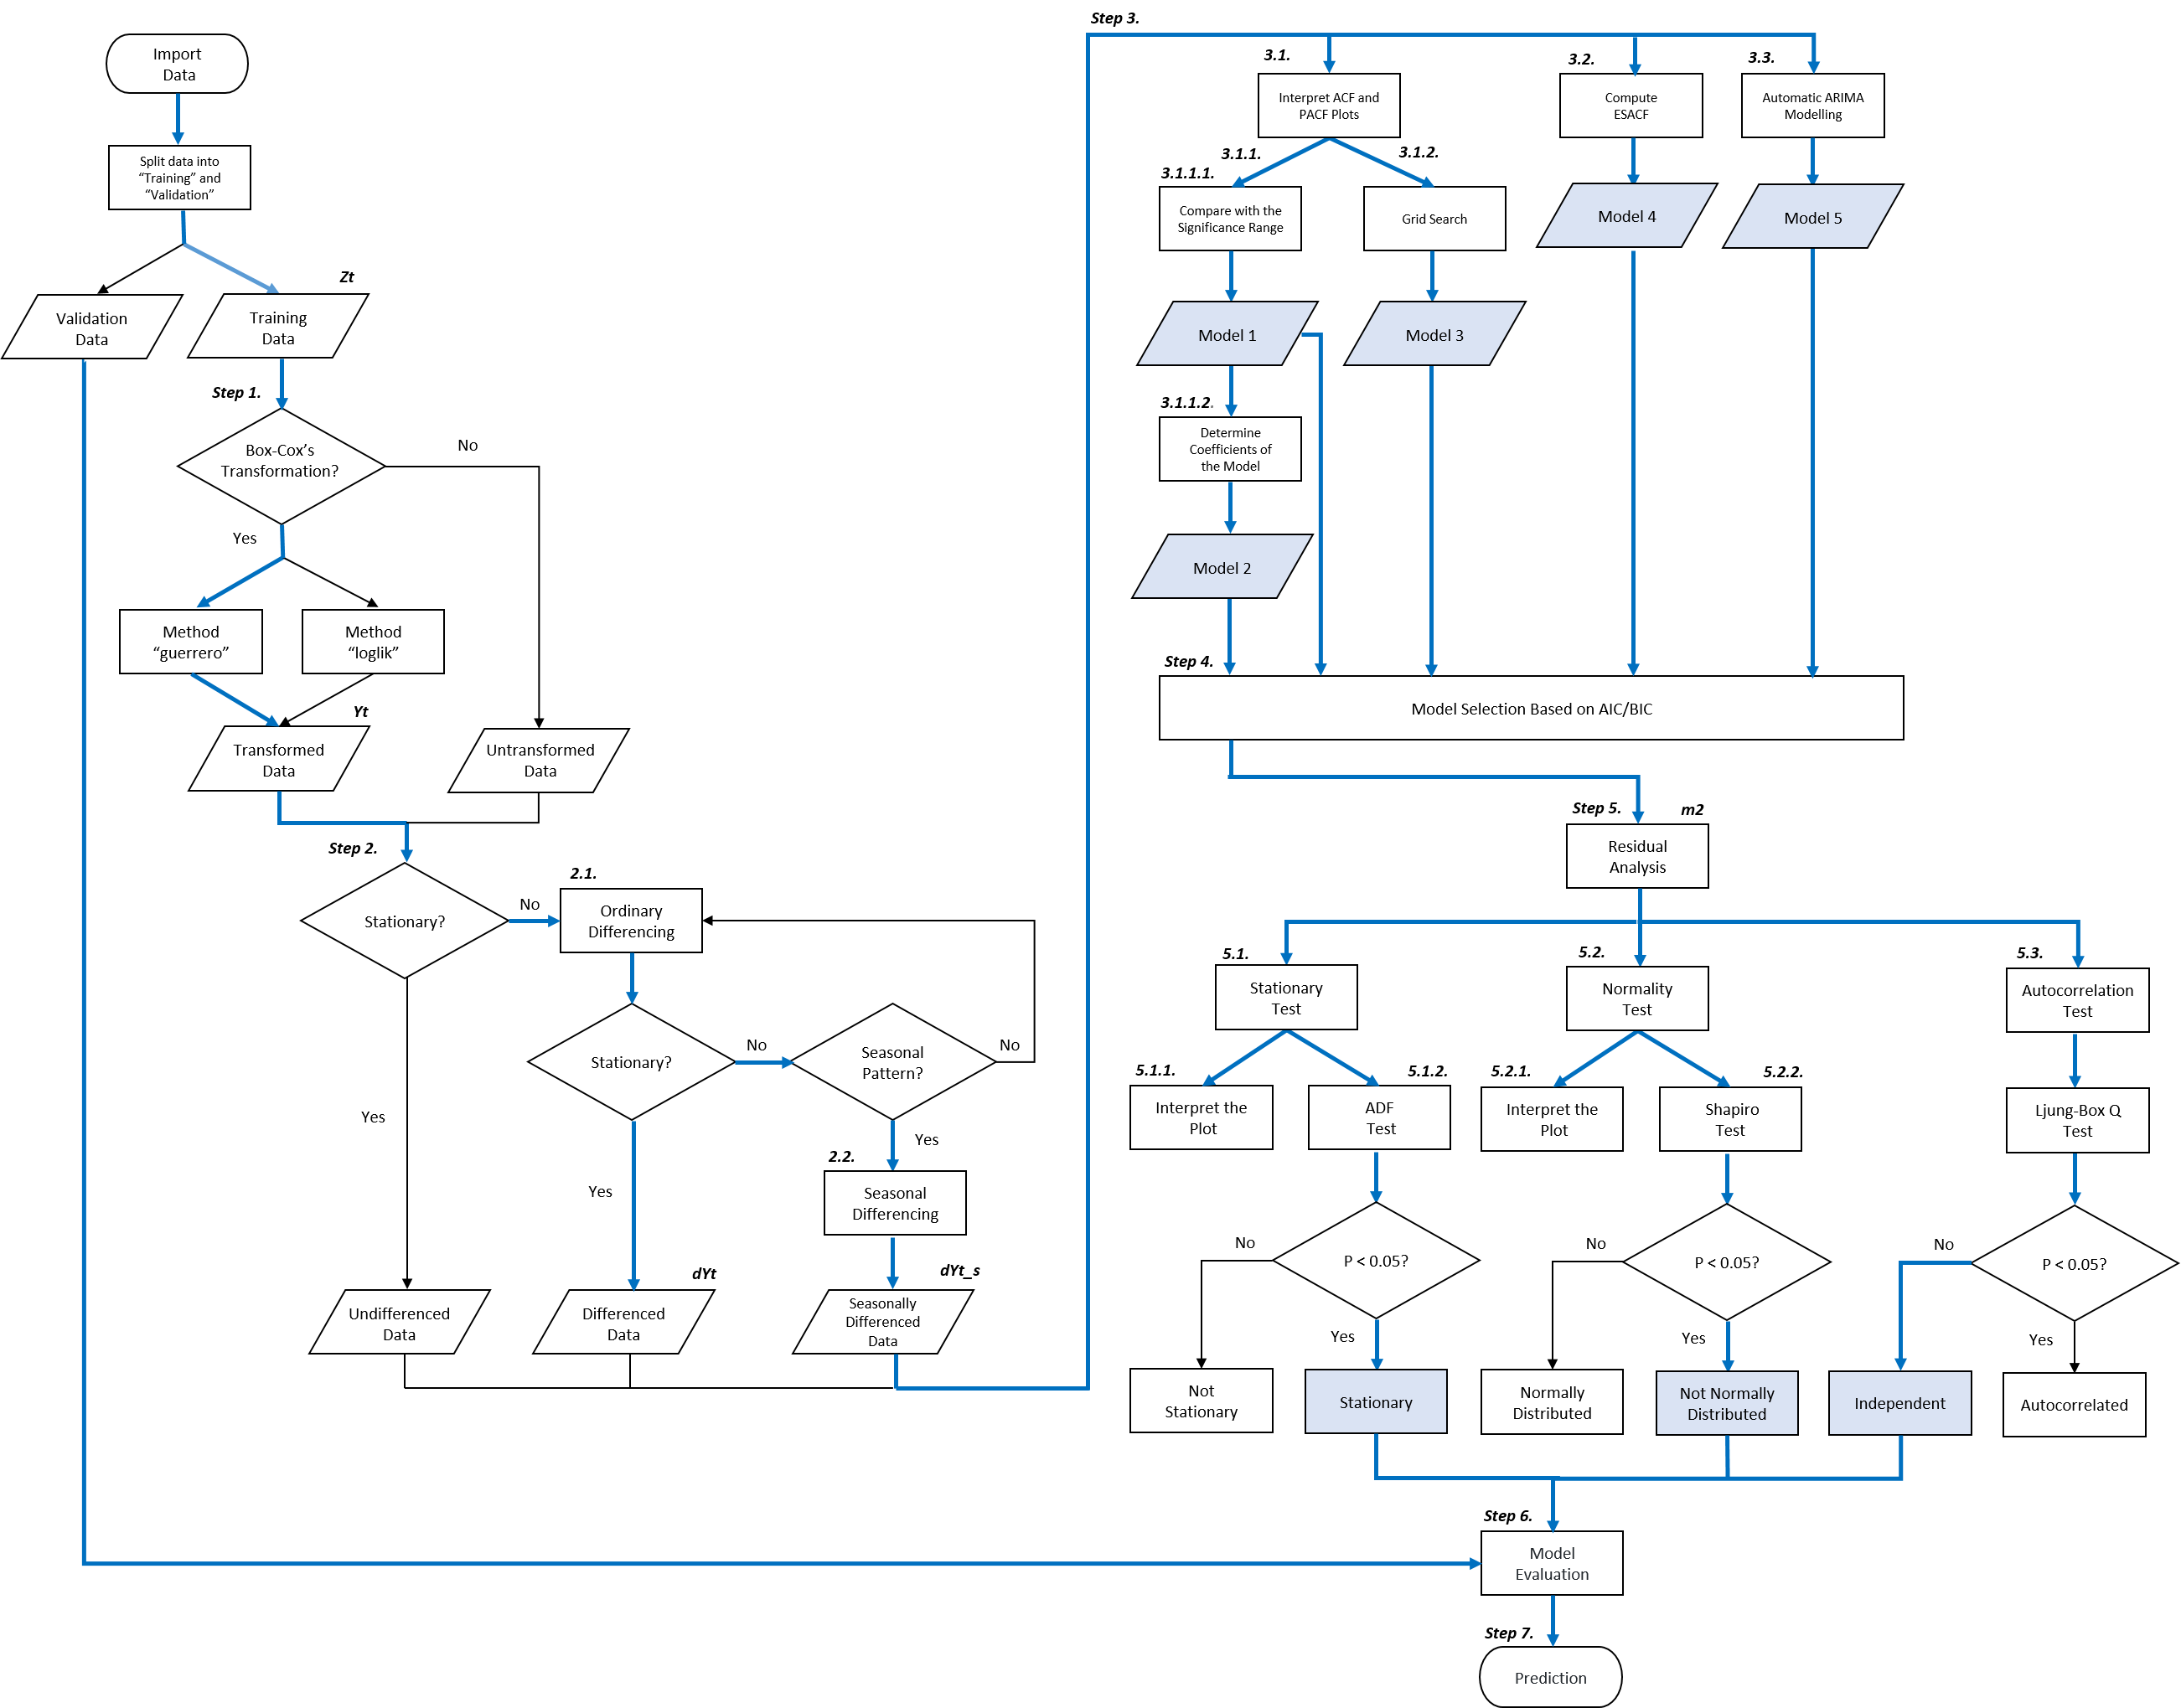 Import
Data
Split data into
“Training” and
“Validation”
Zt
Validation
Data
Training
Data
Step 1.
Box-Cox’s
Transformation?
No
Yes
Method
“guerrero”
Method
“loglik”
Yt
Transformed
Data
Untransformed
Data
Step 2.
Stationary?
No
2.1.
Ordinary
Differencing
Stationary?
No
Seasonal
Pattern?
No
Yes
Yes
Yes
2.2.
Seasonal
Differencing
dYt
dYt_s
Undifferenced
Data
Differenced
Data
Seasonally
Differenced
Data
Step 3.
3.1.
Interpret ACF and
PACF Plots
3.2.
Compute
ESACF
3.3.
Automatic ARIMA
Modelling
3.1.1.
3.1.2.
3.1.1.1.
Compare with the
Significance Range
Grid Search
Model 4
Model 5
Model 1
Model 3
3.1.1.2.
Determine
Coefficients of
the Model
Model 2
Step 4.
Model Selection Based on AIC/BIC
Step 5.
m2
Residual
Analysis
5.1.
Stationary
Test
5.2.
Normality
Test
5.3.
Autocorrelation
Test
5.1.1.
Interpret the
Plot
5.1.2.
ADF
Test
5.2.1.
Interpret the
Plot
5.2.2.
Shapiro
Test
Ljung-Box Q
Test
No
P < 0.05?
Yes
No
P < 0.05?
Yes
No
P < 0.05?
Yes
Not
Stationary
Stationary
Normally
Distributed
Not Normally
Distributed
Independent
Autocorrelated
Step 6.
Model
Evaluation
Step 7.
Prediction